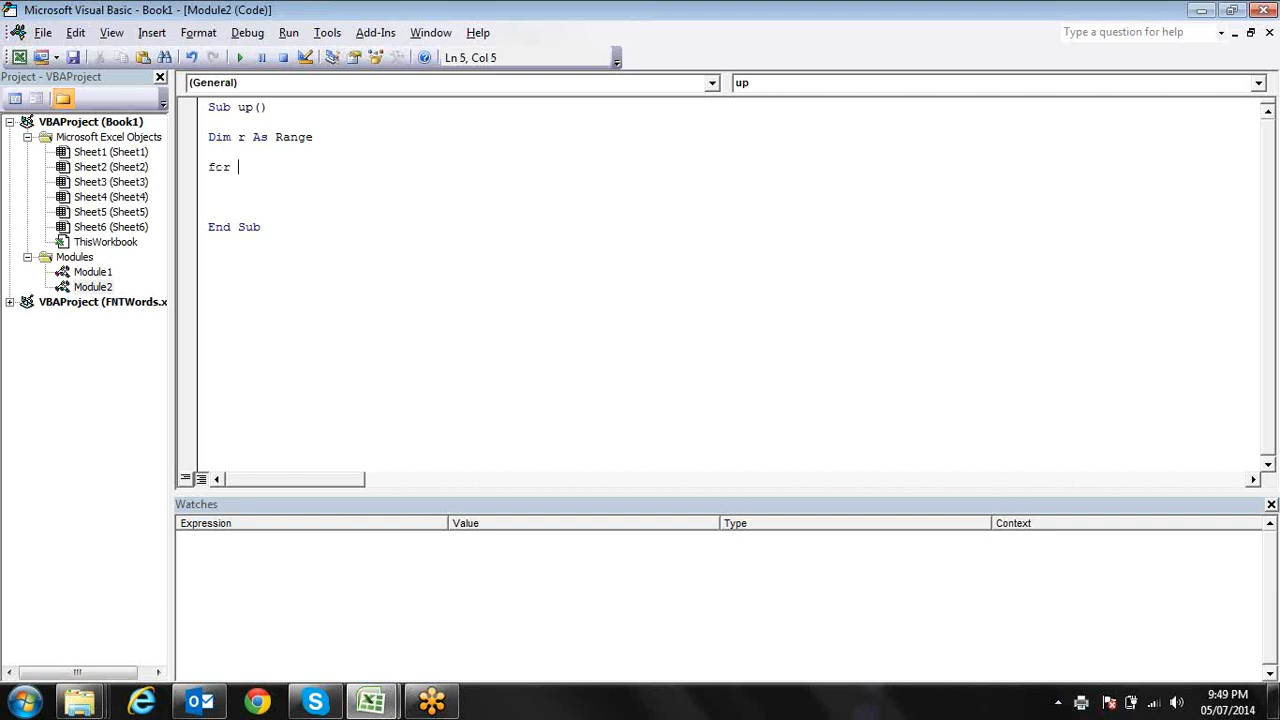 Microsoft Visual Basic - Book1 - [Module2 (Code)]
File Edit View Insert Format Debug Run Tools Add-Ins Window Help
Type a question for help
Ln 5, Col 5
Project - VBAProject
(General)
up
VBAProject (Book1)
Microsoft Excel Objects
Sheet1 (Sheet1)
Sheet2 (Sheet2)
Sheet3 (Sheet3)
Sheet4 (Sheet4)
Sheet5 (Sheet5)
Sheet6 (Sheet6)
ThisWorkbook
Modules
Module1
Module2
VBAProject (FNTWords.x
Sub up()
Dim r As Range
fcr
End Sub
Watches
Expression Value Type Context
9:49 PM
05/07/2014